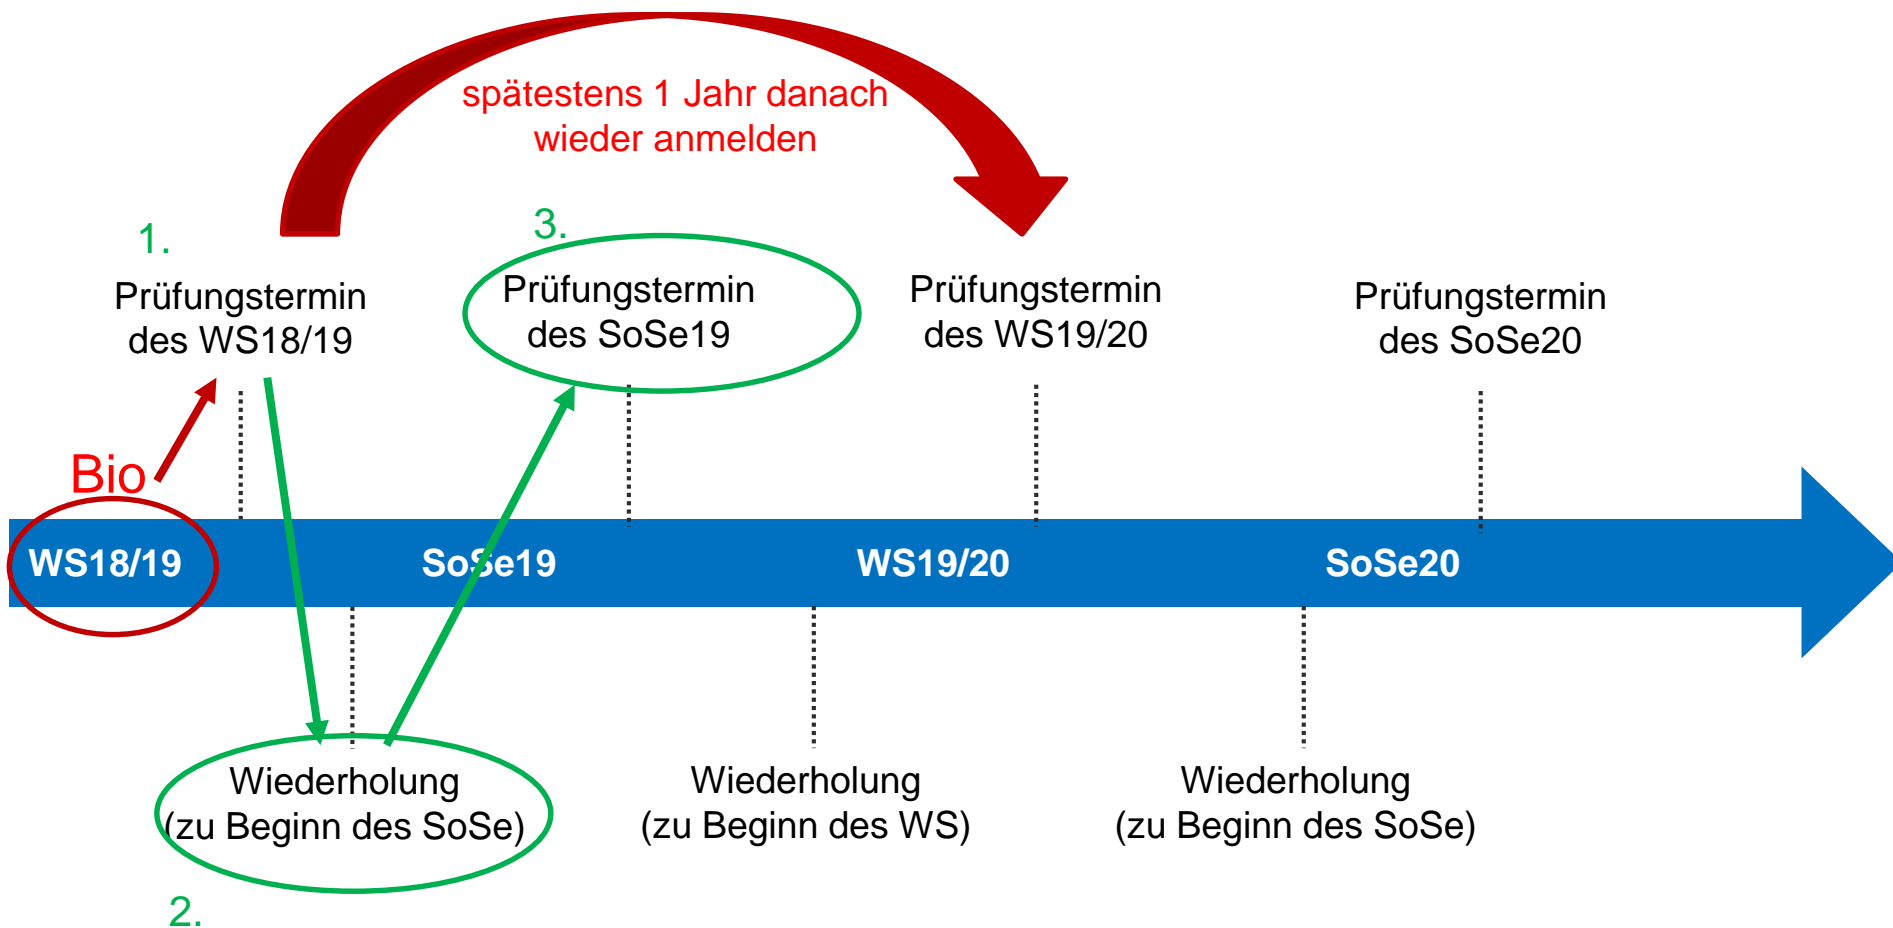 spätestens 1 Jahr danach
wieder anmelden
1.
Prüfungstermin
des WS18/19
3.
Prüfungstermin
des SoSe19
Prüfungstermin
des WS19/20
Prüfungstermin
des SoSe20
Bio
WS18/19
SoSe19
WS19/20
SoSe20
Wiederholung
(zu Beginn des SoSe)
2.
Wiederholung
(zu Beginn des WS)
Wiederholung
(zu Beginn des SoSe)